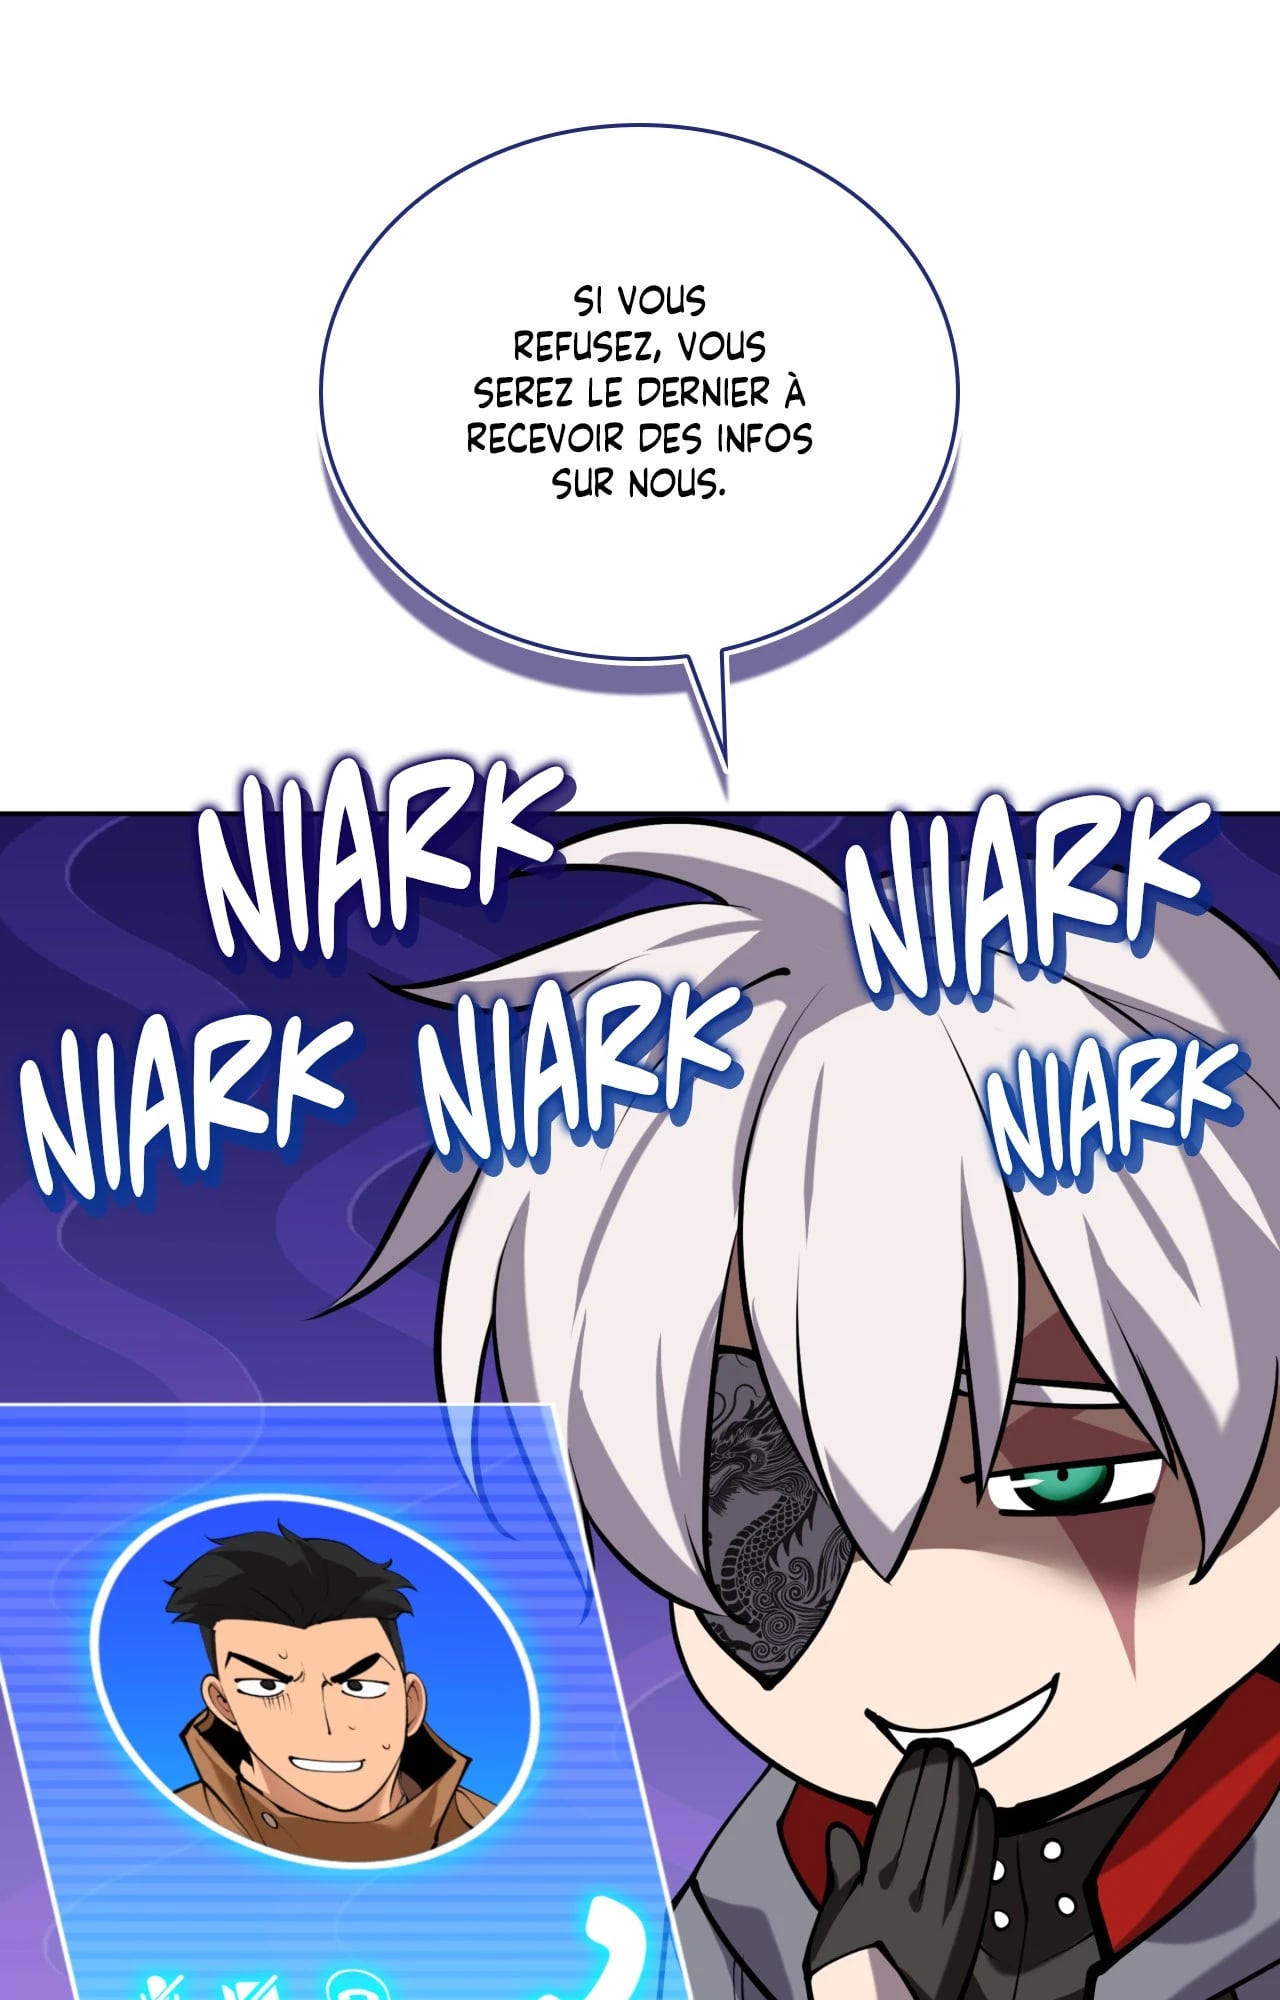 SI VOUS
REFUSEZ, VOUS
SEREZ LE DERNIER À
RECEVOIR DES INFOS
SUR NOUS.
NIARK
NIARK
NIARK
NIARK
NIARK